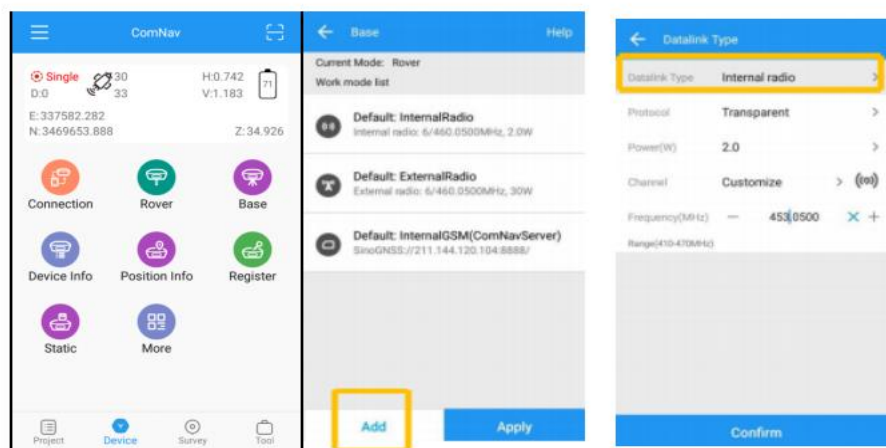 ComNav
Single
30
33
D:0
H:0.742
V:1.183
71
E:337582.282
N:3469653.888
Z:34.926
Connection
Rover
Base
Device Info
Position Info
Register
Static
More
Project
Device
Survey
Tool
Base
Help
Current Mode: Rover
Work mode list
Default: InternalRadio
Internal radio: 6/460.0500MHz, 2.0W
Default: ExternalRadio
External radio: 6/460.0500MHz, 30W
Default: InternalGSM(ComNavServer)
SinoGNSS://211.144.120.104:8888/
Add
Apply
Datalink Type
Datalink Type Internal radio
Protocol Transparent
Power(W) 2.0
Channel Customize
Frequency(MHz) — 453.0500 × +
Range(410-470MHz)
Confirm